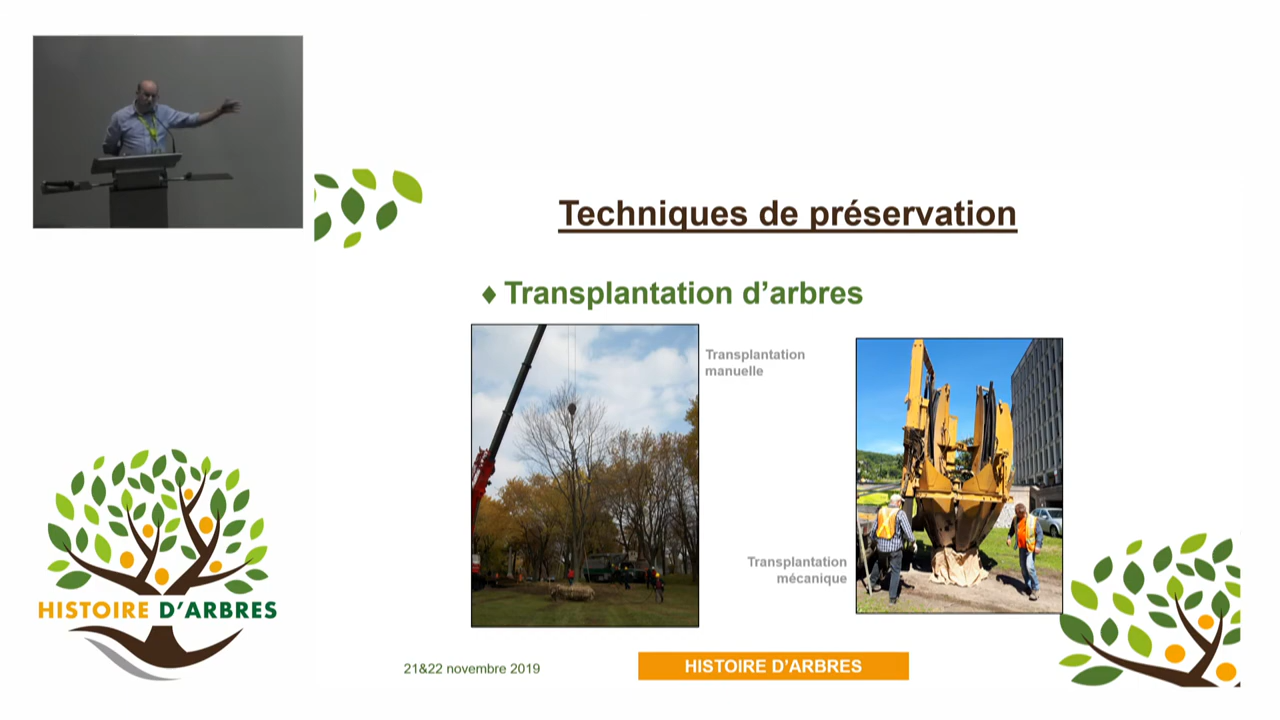 Techniques de préservation
♦ Transplantation d’arbres
Transplantation
manuelle
Transplantation
mécanique
HISTOIRE D’ARBRES
21&22 novembre 2019
HISTOIRE D’ARBRES